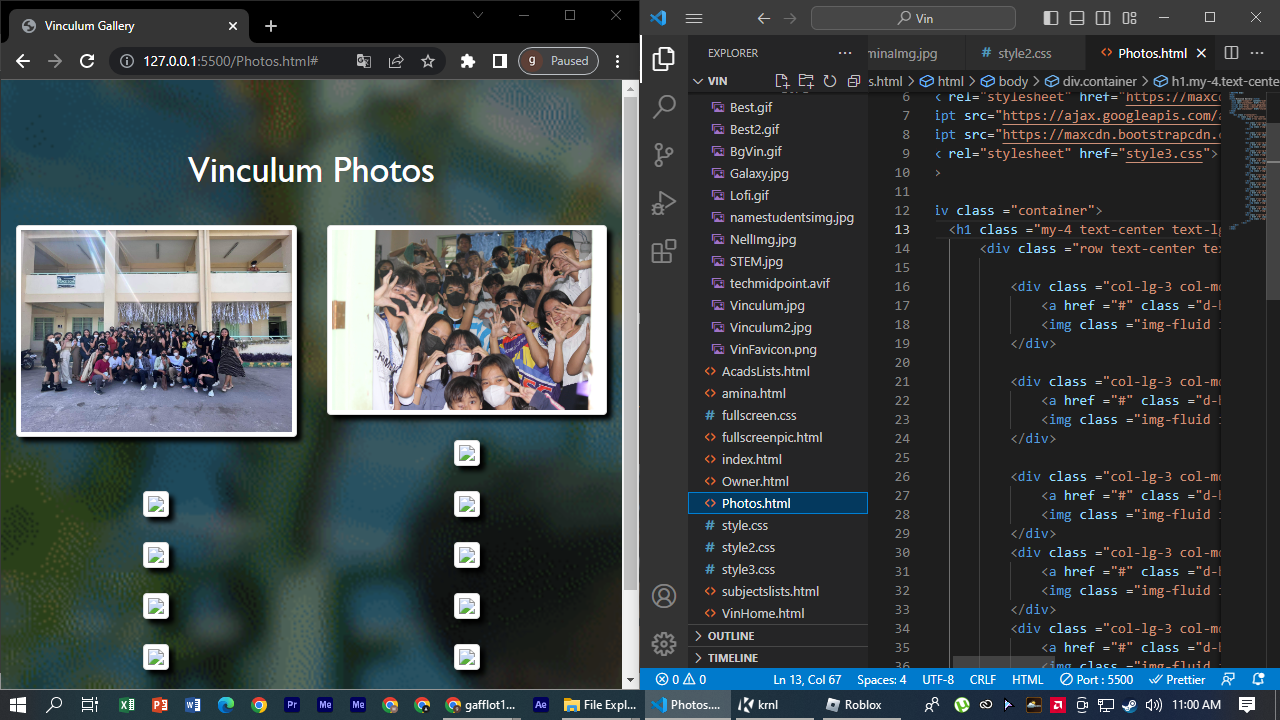 Vinculum Gallery
127.0.0.1:5500/Photos.html#
g Paused
Vinculum Photos
Vin
EXPLORER
VIN
Best.gif
Best2.gif
BgVin.gif
Galaxy.jpg
Lofi.gif
namestudentsimg.jpg
NellImg.jpg
STEM.jpg
techmidpoint.avif
Vinculum.jpg
Vinculum2.jpg
VinFavicon.png
AcadsLists.html
amina.html
fullscreen.css
fullscreenpic.html
index.html
Owner.html
Photos.html
style.css
style2.css
style3.css
subjectslists.html
VinHome.html
OUTLINE
TIMELINE
minaImg.jpg
style2.css
Photos.html
s.html > html > body > div.container > h1.my-4.text-cente
6 < rel="stylesheet" href="https://maxc
7 ipt src="https://ajax.googleapis.com/a
8 ipt src="https://maxcdn.bootstrapcdn.c
9 < rel="stylesheet" href="style3.css">
10 >
11
12 iv class ="container">
13 <h1 class ="my-4 text-center text-lg
14 <div class ="row text-center te
15
16 <div class ="col-lg-3 col-mo
17 <a href ="#" class ="d-b
18 <img class ="img-fluid i
19 </div>
20
21 <div class ="col-lg-3 col-mo
22 <a href ="#" class ="d-b
23 <img class ="img-fluid i
24 </div>
25
26 <div class ="col-lg-3 col-mo
27 <a href ="#" class ="d-b
28 <img class ="img-fluid i
29 </div>
30 <div class ="col-lg-3 col-mo
31 <a href ="#" class ="d-b
32 <img class ="img-fluid i
33 </div>
34 <div class ="col-lg-3 col-mo
35 <a href ="#" class ="d-b
36 <img class ="img-fluid i
0 0 Ln 13, Col 67 Spaces: 4 UTF-8 CRLF HTML Port : 5500 Prettier
gafflot1... File Expl... Photos.... krnl Roblox 11:00 AM